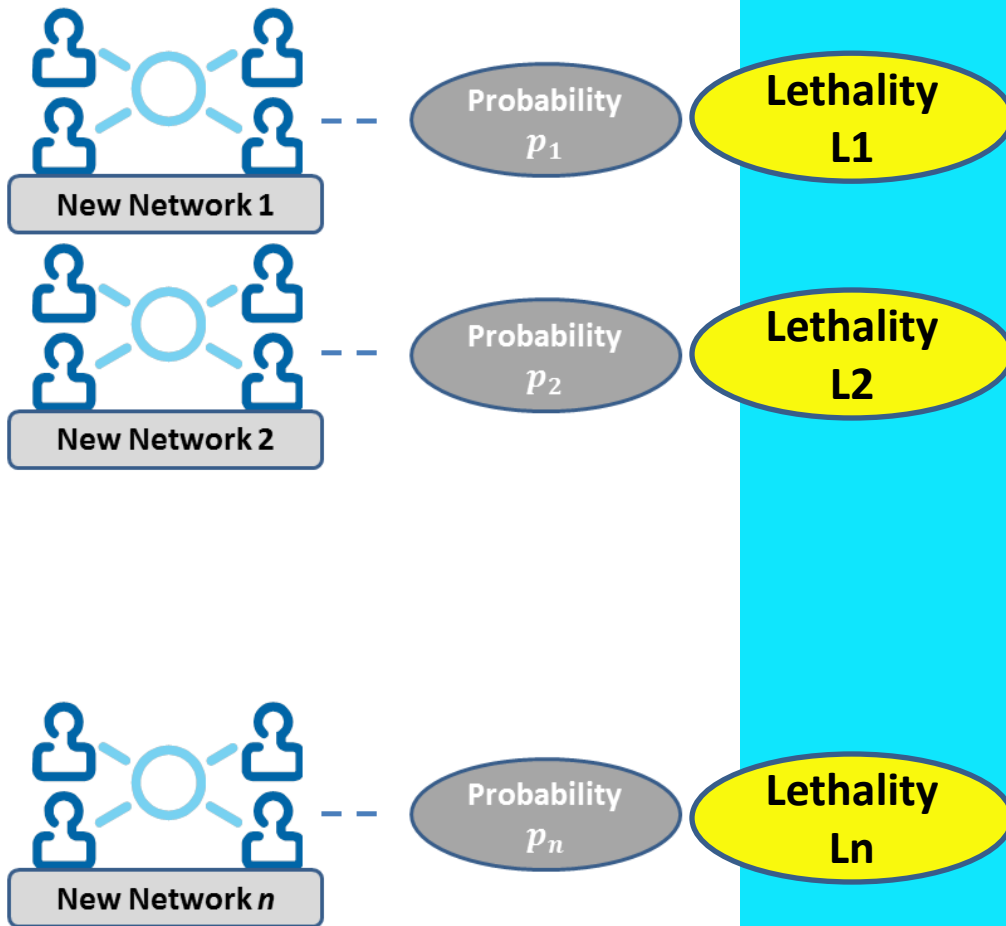 Probability
p₁
Lethality
L1
New Network 1
Probability
p₂
Lethality
L2
New Network 2
Probability
pₙ
Lethality
Ln
New Network n